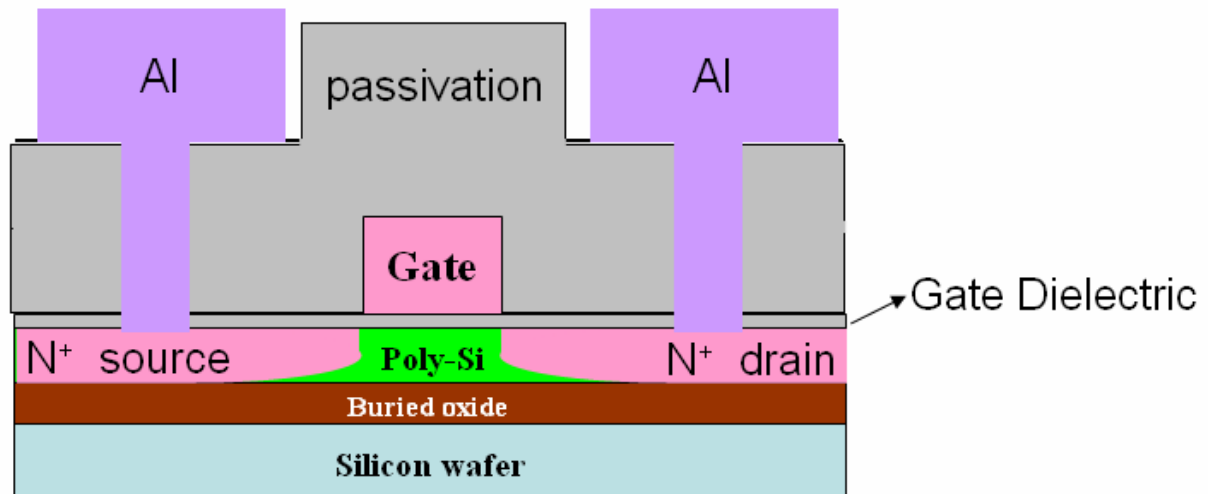 Al
passivation
Al
Gate
Gate Dielectric
N⁺ source
Poly-Si
N⁺ drain
Buried oxide
Silicon wafer